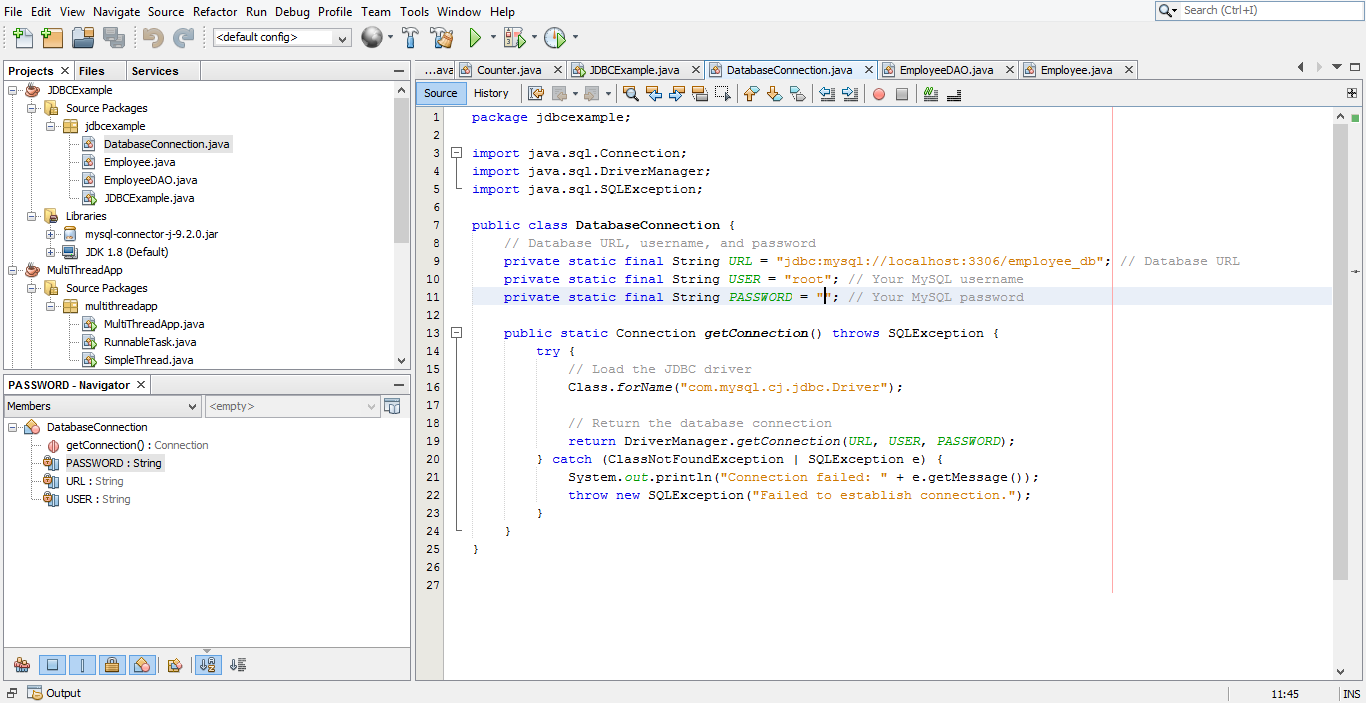 File Edit View Navigate Source Refactor Run Debug Profile Team Tools Window Help
Search (Ctrl+I)
<default config>
Projects Files Services
JDBCExample
Source Packages
jdbcexample
DatabaseConnection.java
Employee.java
EmployeeDAO.java
JDBCExample.java
Libraries
mysql-connector-j-9.2.0.jar
JDK 1.8 (Default)
MultiThreadApp
Source Packages
multithreadapp
MultiThreadApp.java
RunnableTask.java
SimpleThread.java
PASSWORD - Navigator
Members <empty>
DatabaseConnection
getConnection() : Connection
PASSWORD : String
URL : String
USER : String
...ava Counter.java JDBCExample.java DatabaseConnection.java EmployeeDAO.java Employee.java
Source History
1 package jdbcexample;
2
3 import java.sql.Connection;
4 import java.sql.DriverManager;
5 import java.sql.SQLException;
6
7 public class DatabaseConnection {
8 // Database URL, username, and password
9 private static final String URL = "jdbc:mysql://localhost:3306/employee_db"; // Database URL
10 private static final String USER = "root"; // Your MySQL username
11 private static final String PASSWORD = ""; // Your MySQL password
12
13 public static Connection getConnection() throws SQLException {
14 try {
15 // Load the JDBC driver
16 Class.forName("com.mysql.cj.jdbc.Driver");
17
18 // Return the database connection
19 return DriverManager.getConnection(URL, USER, PASSWORD);
20 } catch (ClassNotFoundException | SQLException e) {
21 System.out.println("Connection failed: " + e.getMessage());
22 throw new SQLException("Failed to establish connection.");
23 }
24 }
25 }
26
27
Output
11:45 INS